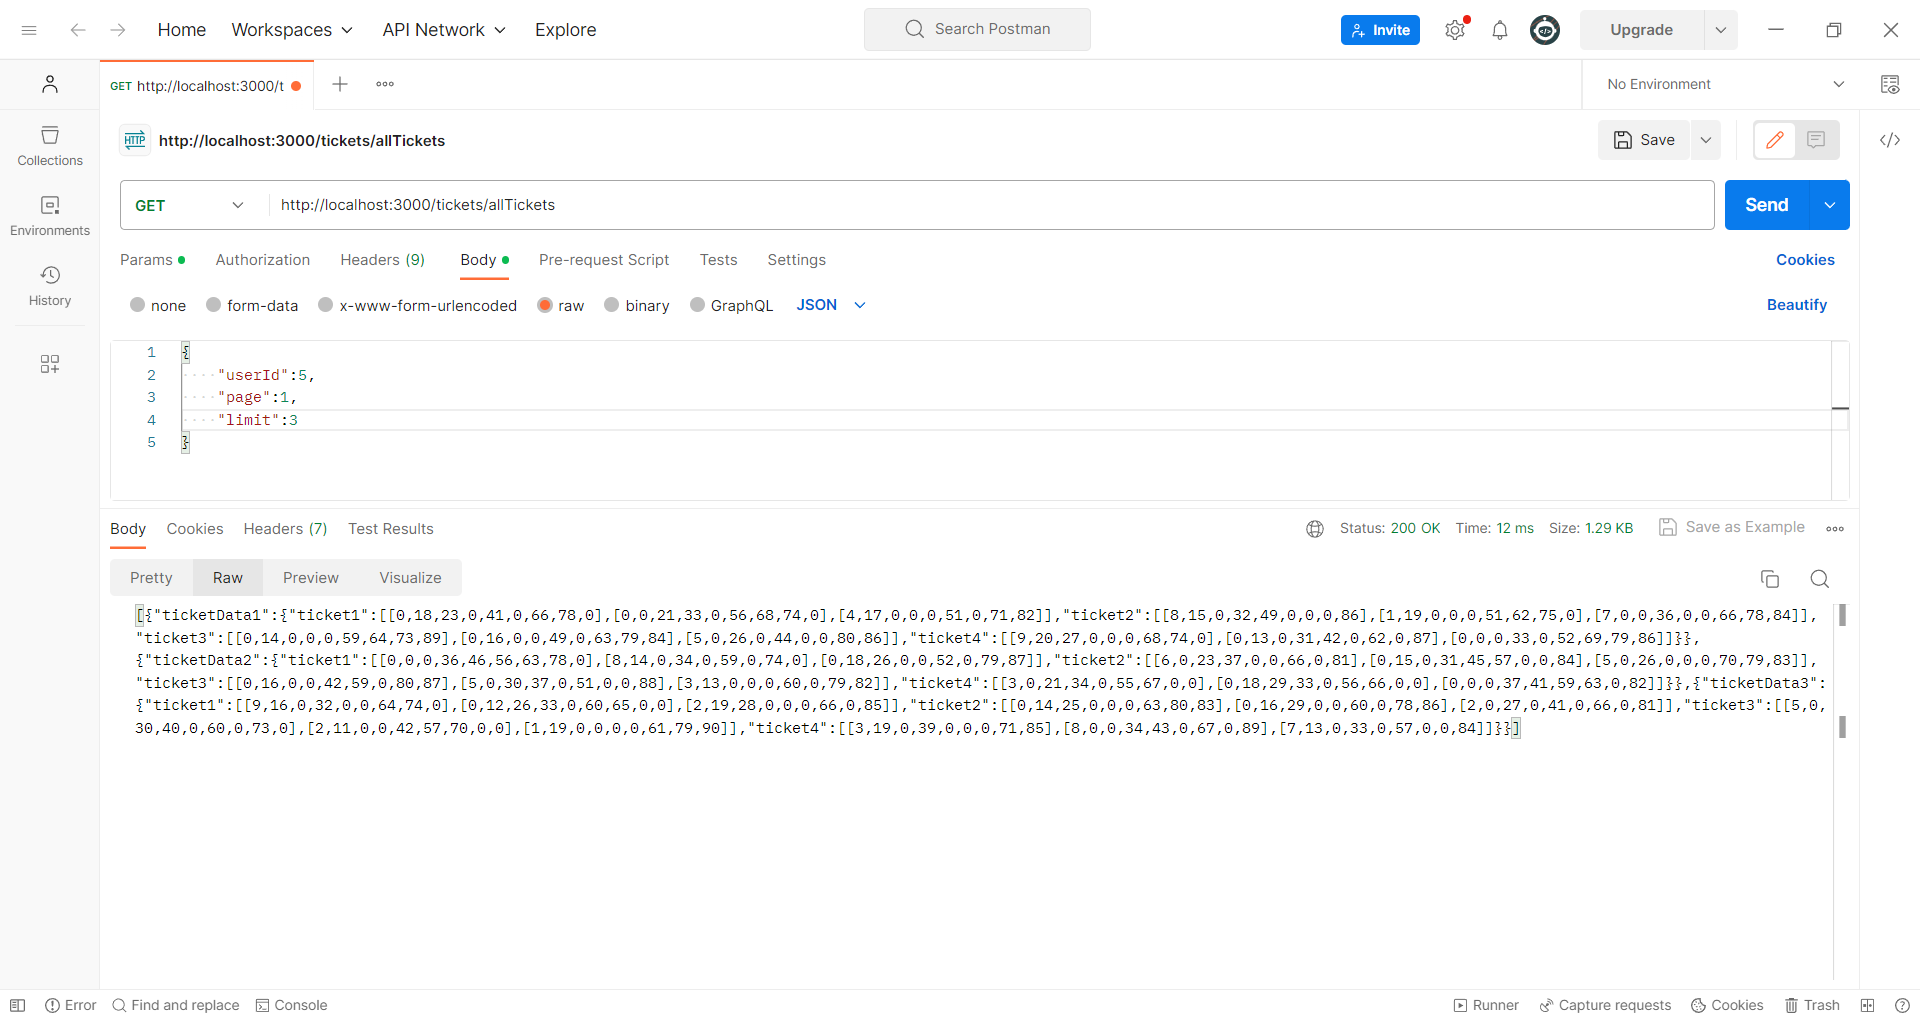 Home Workspaces API Network Explore Search Postman Invite Upgrade
GET http://localhost:3000/t No Environment
HTTP http://localhost:3000/tickets/allTickets Save
GET http://localhost:3000/tickets/allTickets Send
Params Authorization Headers (9) Body Pre-request Script Tests Settings Cookies
none form-data x-www-form-urlencoded raw binary GraphQL JSON Beautify
Collections
Environments
History
1 {
2 "userId":5,
3 "page":1,
4 "limit":3
5 }
Body Cookies Headers (7) Test Results Status: 200 OK Time: 12 ms Size: 1.29 KB Save as Example
Pretty Raw Preview Visualize
[{"ticketData1":{"ticket1":[[0,18,23,0,41,0,66,78,0],[0,0,21,33,0,56,68,74,0],[4,17,0,0,0,51,0,71,82]],"ticket2":[[8,15,0,32,49,0,0,0,86],[1,19,0,0,0,51,62,75,0],[7,0,0,36,0,0,66,78,84]],
"ticket3":[[0,14,0,0,0,59,64,73,89],[0,16,0,0,49,0,63,79,84],[5,0,26,0,44,0,0,80,86]],"ticket4":[[9,20,27,0,0,0,68,74,0],[0,13,0,31,42,0,62,0,87],[0,0,0,33,0,52,69,79,86]]}},
{"ticketData2":{"ticket1":[[0,0,0,36,46,56,63,78,0],[8,14,0,34,0,59,0,74,0],[0,18,26,0,0,52,0,79,87]],"ticket2":[[6,0,23,37,0,0,66,0,81],[0,15,0,31,45,57,0,0,84],[5,0,26,0,0,0,70,79,83]],
"ticket3":[[0,16,0,0,42,59,0,80,87],[5,0,30,37,0,51,0,0,88],[3,13,0,0,0,60,0,79,82]],"ticket4":[[3,0,21,34,0,55,67,0,0],[0,18,29,33,0,56,66,0,0],[0,0,0,37,41,59,63,0,82]]}},{"ticketData3":
{"ticket1":[[9,16,0,32,0,0,64,74,0],[0,12,26,33,0,60,65,0,0],[2,19,28,0,0,0,66,0,85]],"ticket2":[[0,14,25,0,0,0,63,80,83],[0,16,29,0,0,60,0,78,86],[2,0,27,0,41,0,66,0,81]],"ticket3":[[5,0,
30,40,0,60,0,73,0],[2,11,0,0,42,57,70,0,0],[1,19,0,0,0,0,61,79,90]],"ticket4":[[3,19,0,39,0,0,0,71,85],[8,0,0,34,43,0,67,0,89],[7,13,0,33,0,57,0,0,84]]}}]
Error Find and replace Console Runner Capture requests Cookies Trash